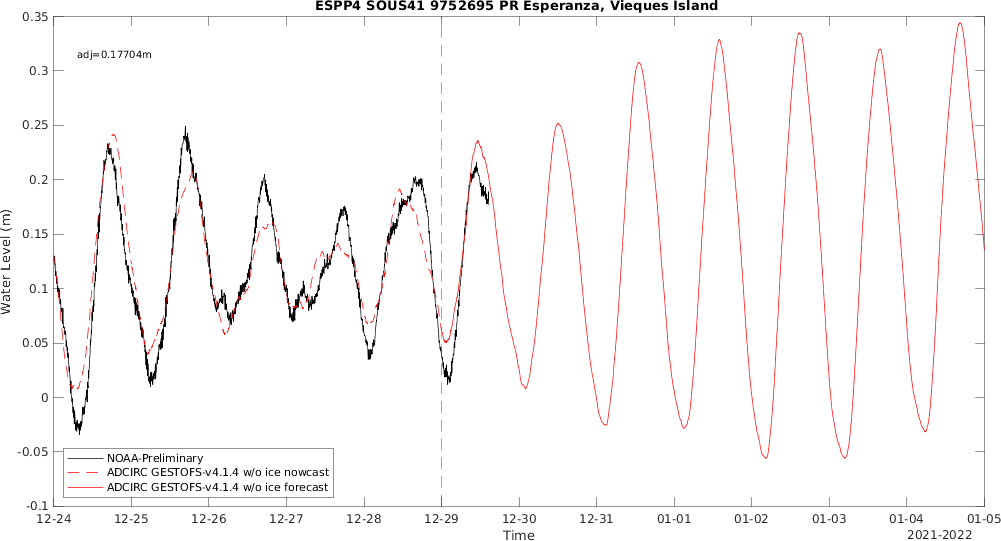 ESPP4 SOUS41 9752695 PR Esperanza, Vieques Island
0.35
0.3
0.25
0.2
0.15
0.1
0.05
0
-0.05
-0.1
Water Level (m)
adj=0.17704m
NOAA-Preliminary
ADCIRC GESTOFS-v4.1.4 w/o ice nowcast
ADCIRC GESTOFS-v4.1.4 w/o ice forecast
12-24 12-25 12-26 12-27 12-28 12-29 12-30 12-31 01-01 01-02 01-03 01-04 01-05
Time
2021-2022